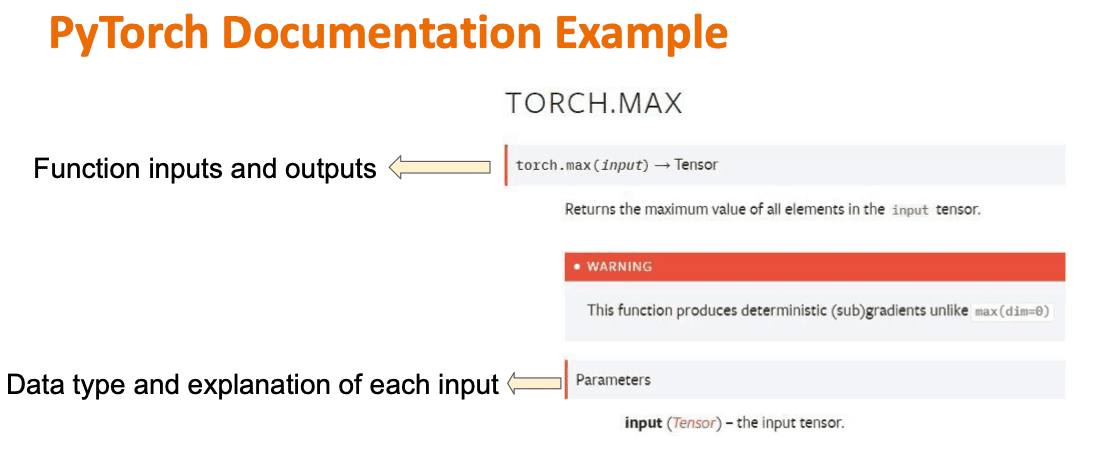 PyTorch Documentation Example
TORCH.MAX
Function inputs and outputs
torch.max(input) → Tensor
Returns the maximum value of all elements in the input tensor.
• WARNING
This function produces deterministic (sub)gradients unlike max(dim=0)
Data type and explanation of each input
Parameters
input (Tensor) – the input tensor.